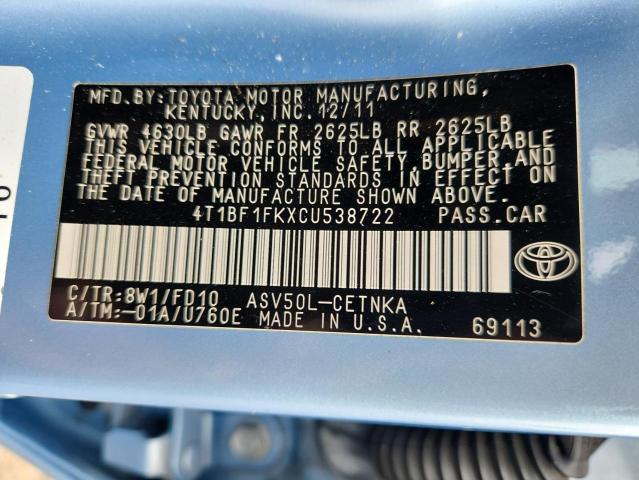 MFD.BY:TOYOTA MOTOR MANUFACTURING,
KENTUCKY,INC.12/11
GVWR 4630LB GAWR FR 2625LB RR 2625LB
THIS VEHICLE CONFORMS TO ALL APPLICABLE
FEDERAL MOTOR VEHICLE SAFETY, BUMPER,AND
THEFT PREVENTION STANDARDS IN EFFECT ON
THE DATE OF MANUFACTURE SHOWN ABOVE.
4T1BF1FKXCU538722 PASS.CAR
TOYOTA
C/TR:8W1/FD10 ASV50L-CETNKA
A/TM:-01A/U760E MADE IN U.S.A. 69113